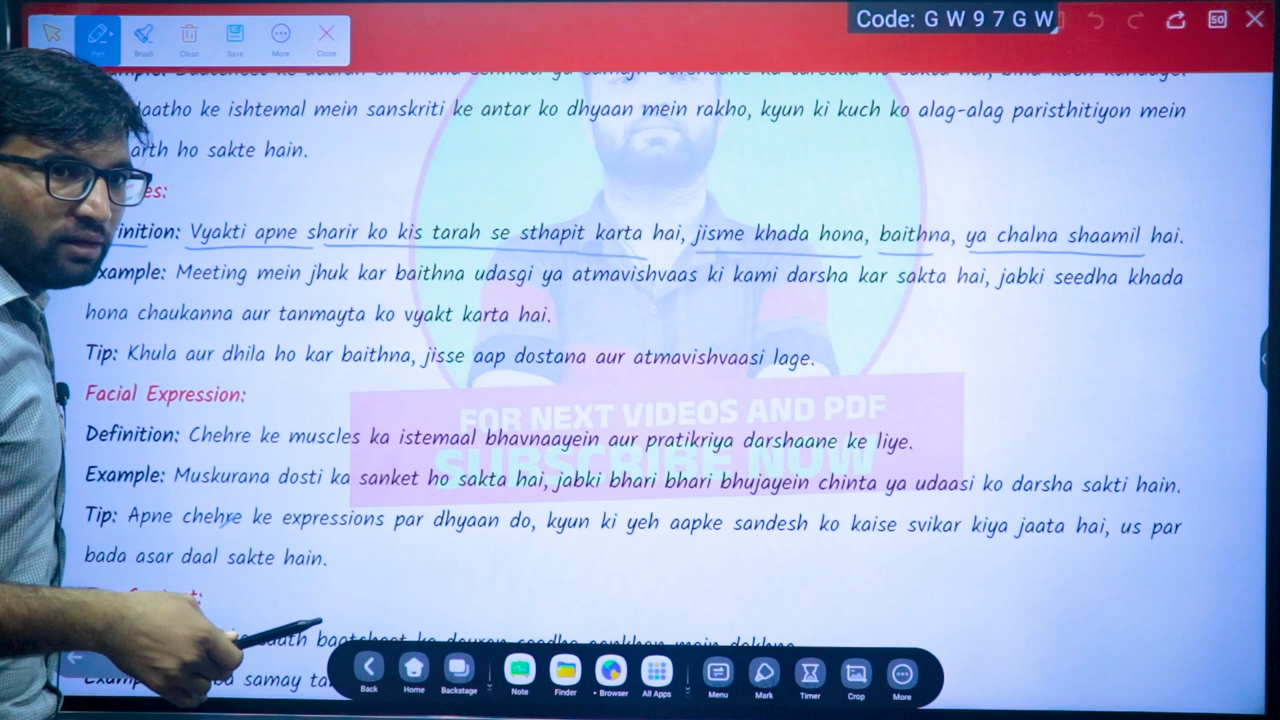 Code: G W 9 7 G W
Pen Brush Clean Save More Close
ke ishtemal mein sanskriti ke antar ko dhyaan mein rakho, kyun ki kuch ko alag-alag paristhitiyon mein
arth ho sakte hain.
Vyakti apne sharir ko kis tarah se sthapit karta hai, jisme khada hona, baithna, ya chalna shaamil hai.
Example: Meeting mein jhuk kar baithna udasgi ya atmavishvaas ki kami darsha kar sakta hai, jabki seedha khada
hona chaukanna aur tanmayta ko vyakt karta hai.
Tip: Khula aur dhila ho kar baithna, jisse aap dostana aur atmavishvaasi lage.
Facial Expression:
FOR NEXT VIDEOS AND PDF
SUBSCRIBE NOW
Definition: Chehre ke muscles ka istemaal bhavnaayein aur pratikriya darshaane ke liye.
Example: Muskurana dosti ka sanket ho sakta hai, jabki bhari bhari bhujayein chinta ya udaasi ko darsha sakti hain.
Tip: Apne chehre ke expressions par dhyaan do, kyun ki yeh aapke sandesh ko kaise svikar kiya jaata hai, us par
bada asar daal sakte hain.
samay
Back Home Backstage Note Finder Browser All Apps Menu Mark Timer Crop More